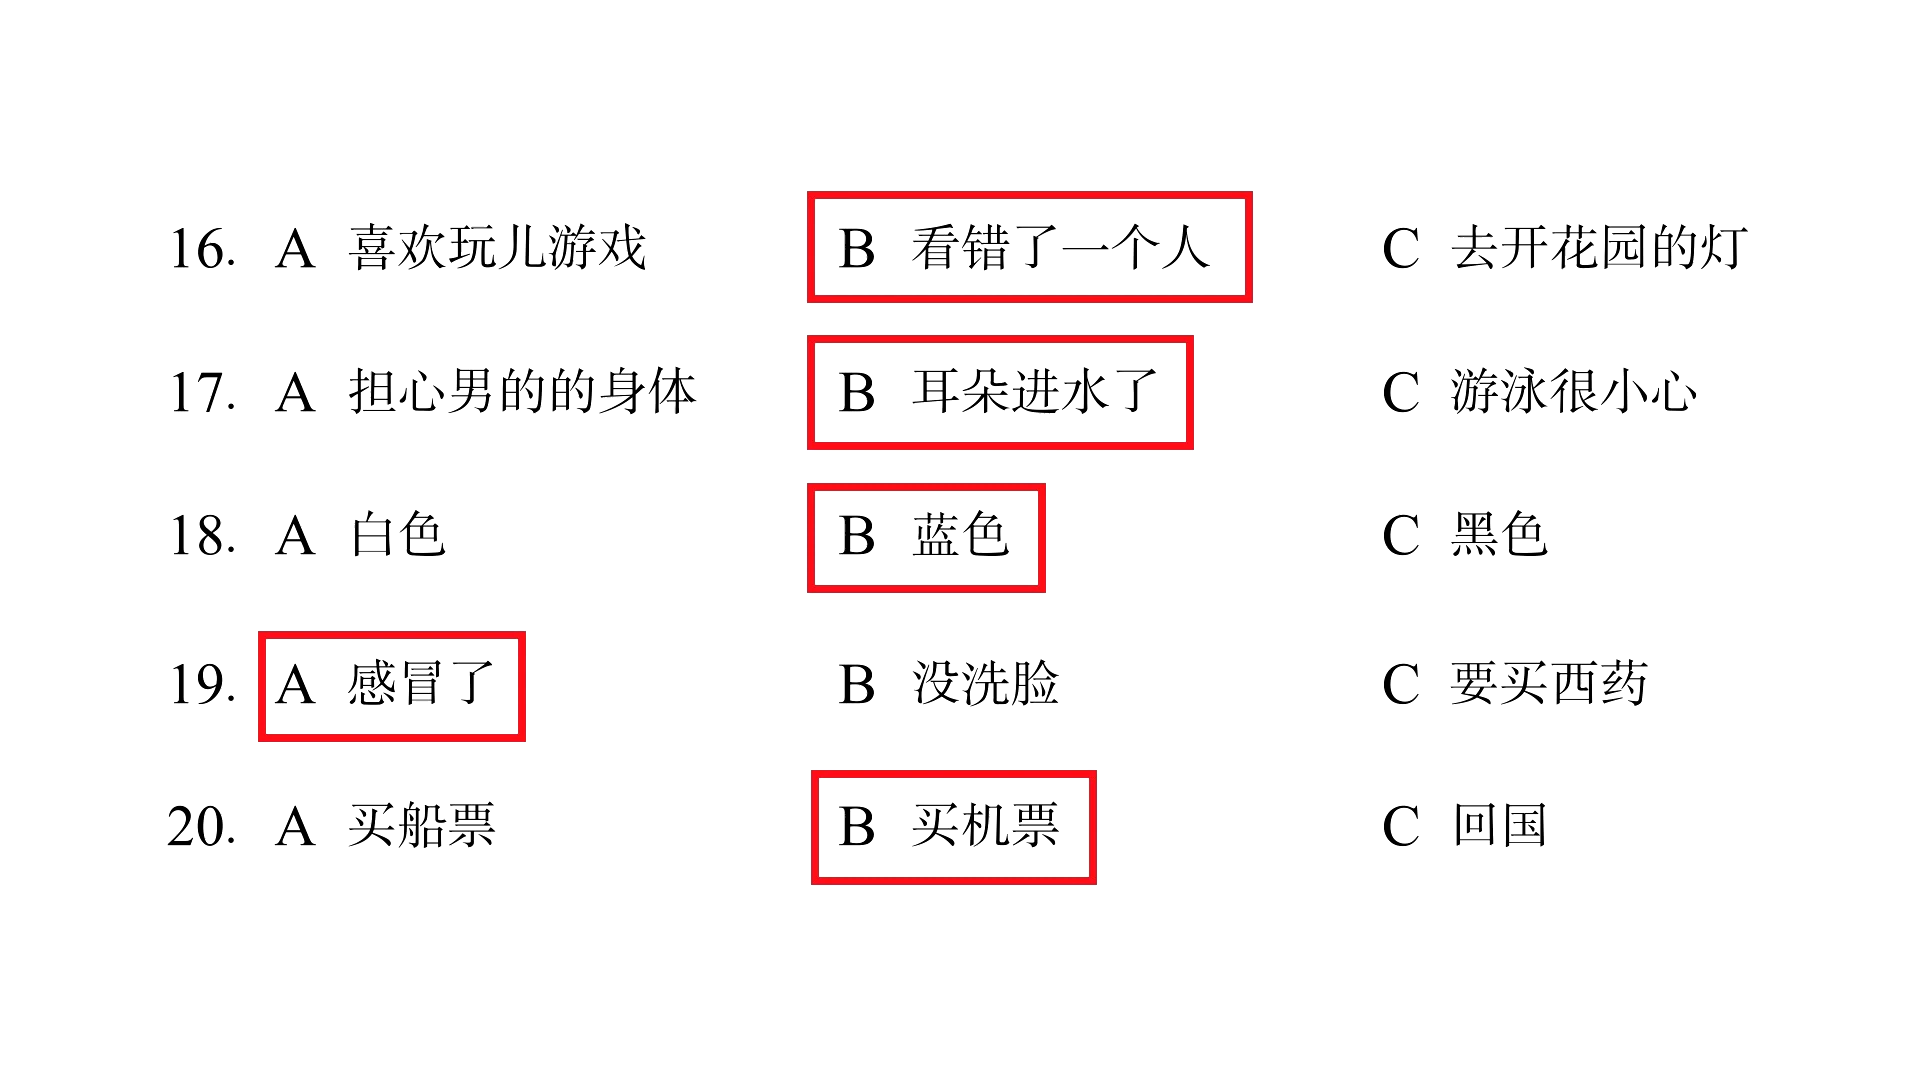 16. A 喜欢玩儿游戏 B 看错了一个人 C 去开花园的灯
17. A 担心男的的身体 B 耳朵进水了 C 游泳很小心
18. A 白色 B 蓝色 C 黑色
19. A 感冒了 B 没洗脸 C 要买西药
20. A 买船票 B 买机票 C 回国